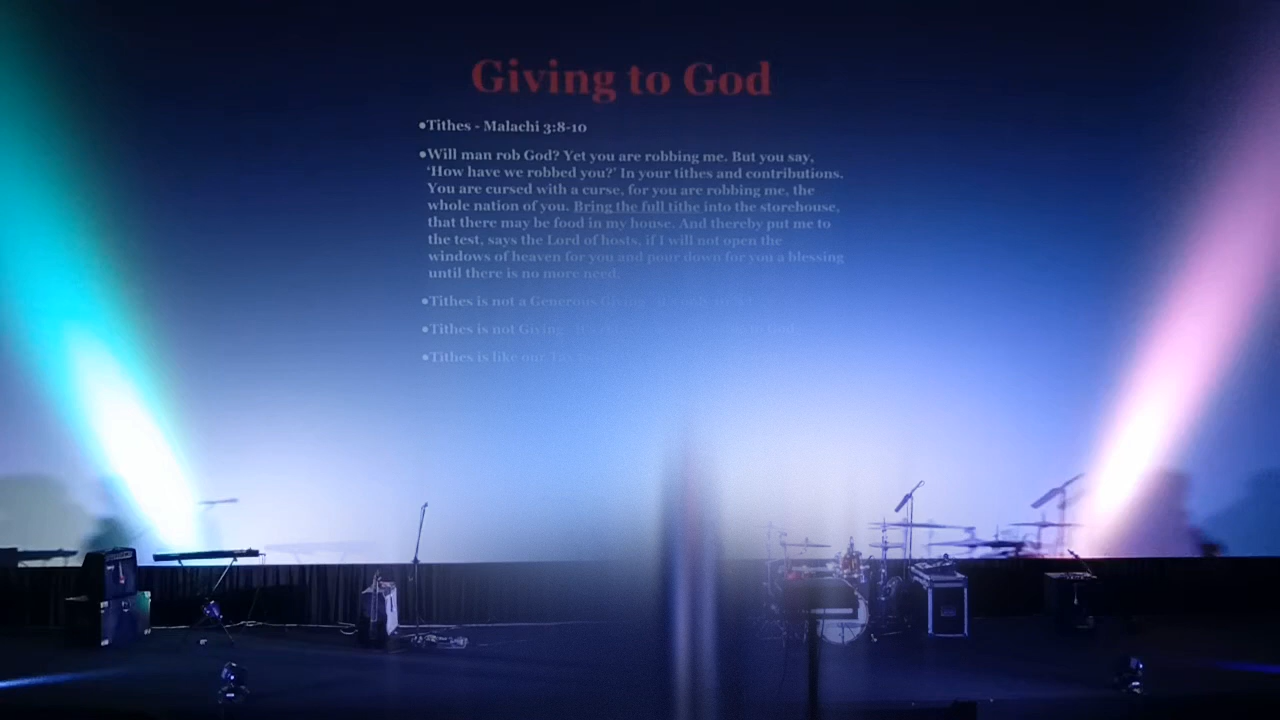 Giving to God
•Tithes - Malachi 3:8-10
•Will man rob God? Yet you are robbing me. But you say,
‘How have we robbed you?’ In your tithes and contributions.
You are cursed with a curse, for you are robbing me, the
whole nation of you. Bring the full tithe into the storehouse,
that there may be food in my house. And thereby put me to
the test, says the Lord of hosts, if I will not open the
windows of heaven for you and pour down for you a blessing
until there is no more need.
•Tithes is not a Generous Giving
•Tithes is not Giving to God
•Tithes is like our Tax